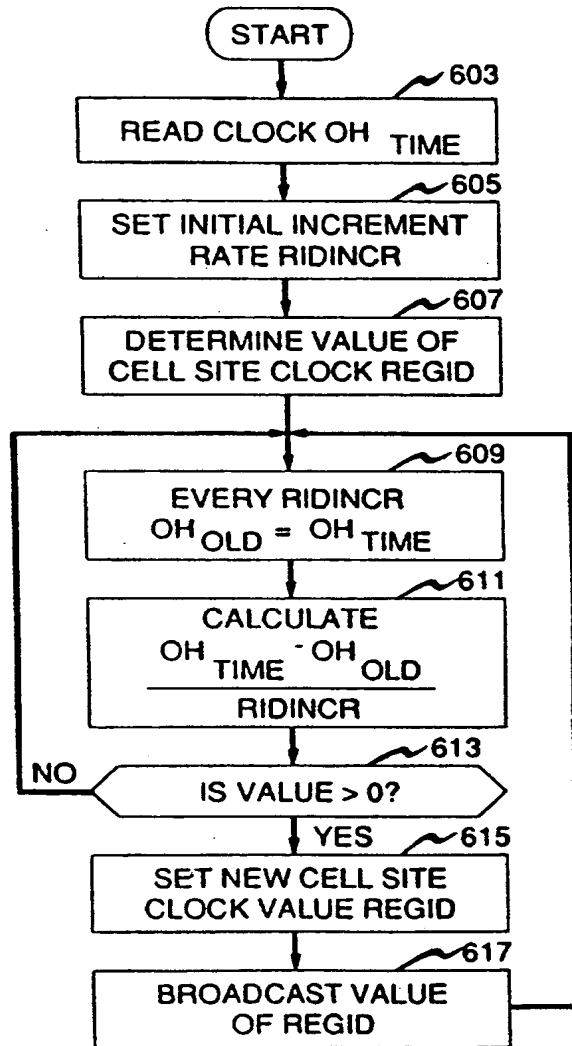 START
603
READ CLOCK OH TIME
605
SET INITIAL INCREMENT
RATE RIDINCR
607
DETERMINE VALUE OF
CELL SITE CLOCK REGID
609
EVERY RIDINCR
OH OLD = OH TIME
611
CALCULATE
OH TIME - OH OLD
RIDINCR
613
NO
IS VALUE > 0?
YES
615
SET NEW CELL SITE
CLOCK VALUE REGID
617
BROADCAST VALUE
OF REGID